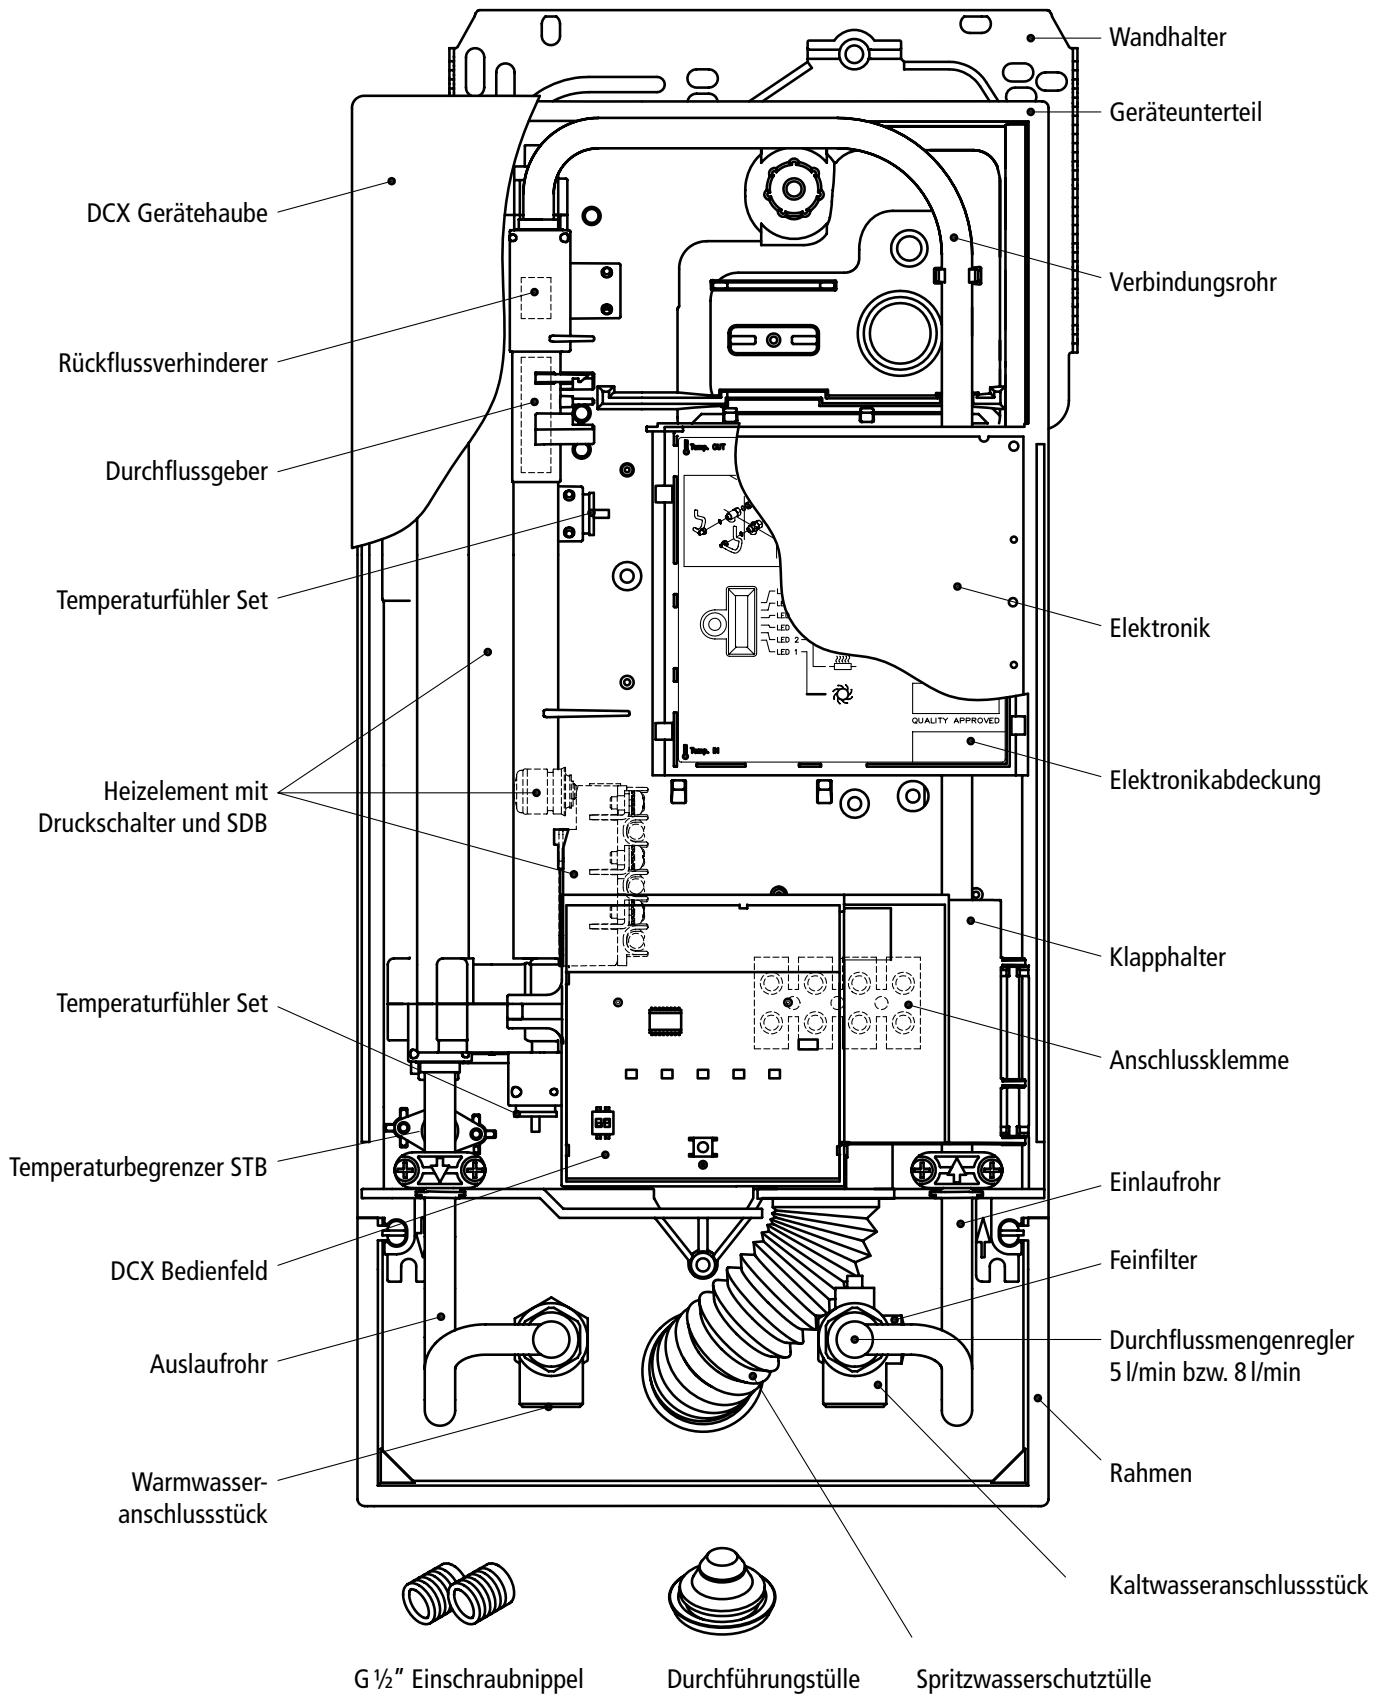 Wandhalter
Geräteunterteil
DCX Gerätehaube
Verbindungsrohr
Rückflussverhinderer
Durchflussgeber
Temp. OUT
Temperaturfühler Set
LED
LED
LED 2
LED 1
Elektronik
QUALITY APPROVED
Temp. IN
Elektronikabdeckung
Heizelement mit
Druckschalter und SDB
Klapphalter
Temperaturfühler Set
Anschlussklemme
Temperaturbegrenzer STB
Einlaufrohr
DCX Bedienfeld
Feinfilter
Auslaufrohr
Durchflussmengenregler
5 l/min bzw. 8 l/min
Warmwasser-
anschlussstück
Rahmen
Kaltwasseranschlussstück
G ½" Einschraubnippel
Durchführungstülle
Spritzwasserschutztülle